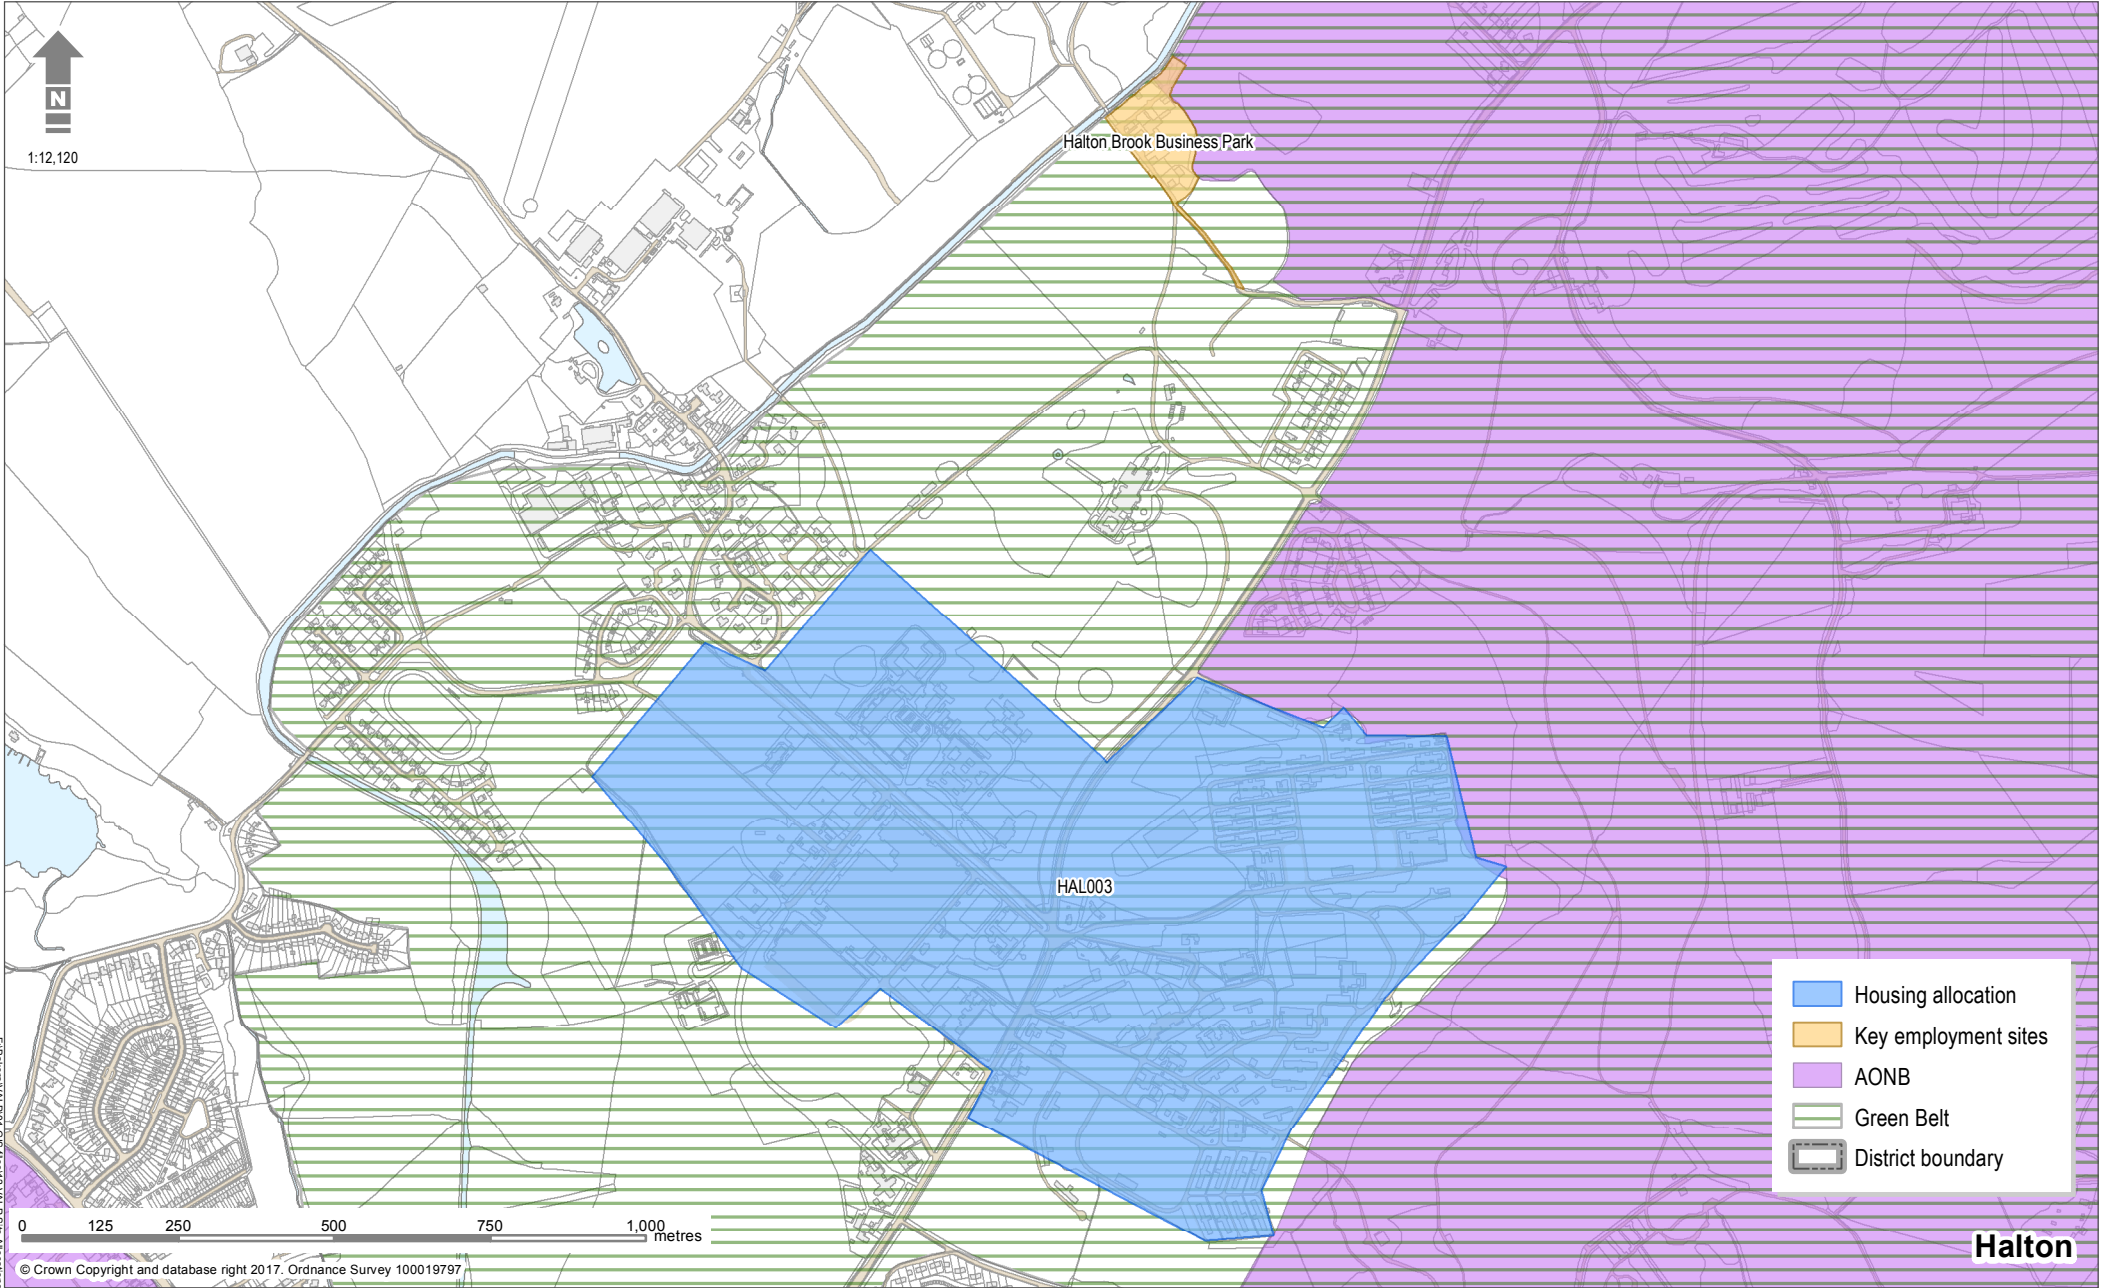 N
1:12,120
Halton Brook Business Park
HAL003
Housing allocation
Key employment sites
AONB
Green Belt
District boundary
0 125 250 500 750 1,000
metres
Halton
© Crown Copyright and database right 2017. Ordnance Survey 100019797